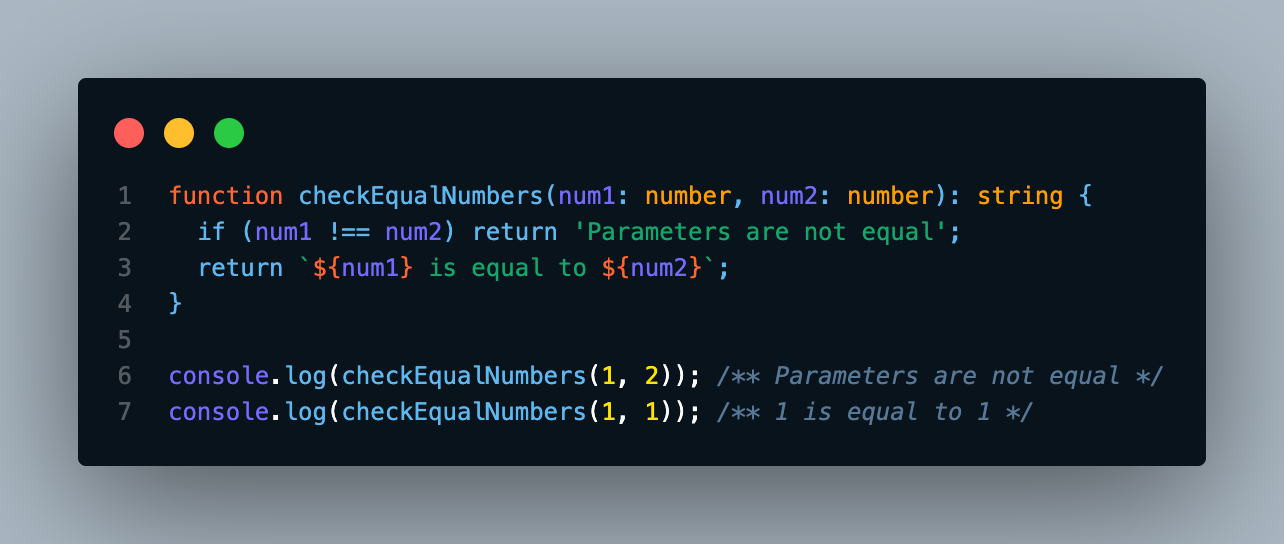 1 function checkEqualNumbers(num1: number, num2: number): string {
2   if (num1 !== num2) return 'Parameters are not equal';
3   return `${num1} is equal to ${num2}`;
4 }
5
6 console.log(checkEqualNumbers(1, 2)); /** Parameters are not equal */
7 console.log(checkEqualNumbers(1, 1)); /** 1 is equal to 1 */